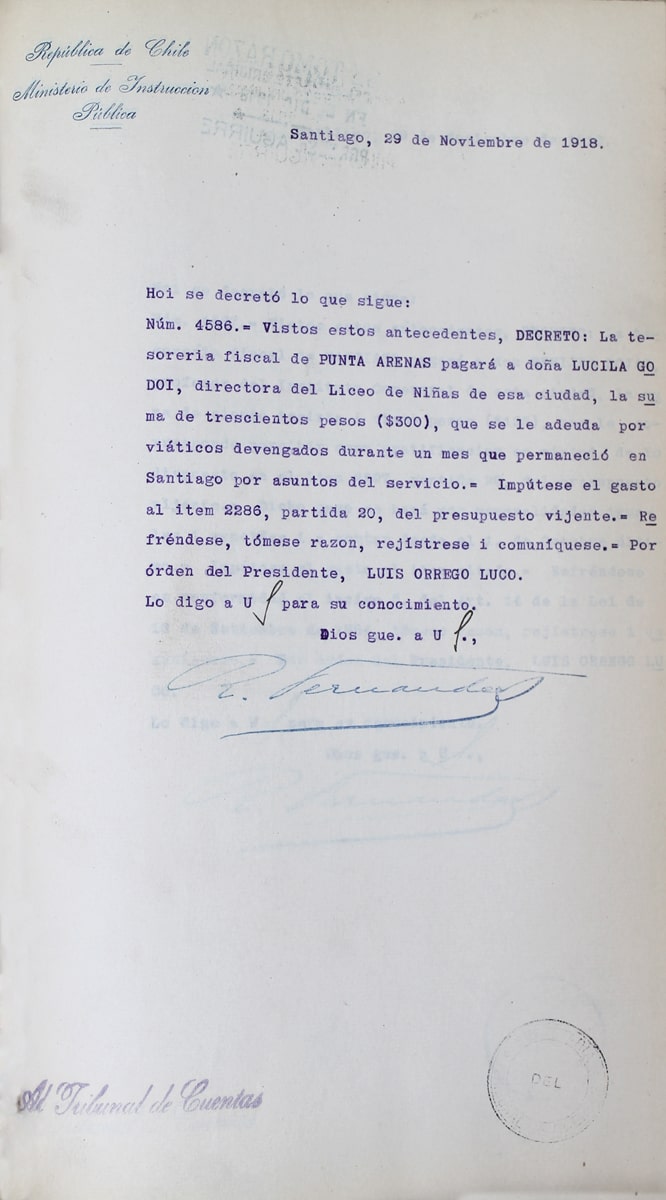 República de Chile
Ministerio de Instruccion
Pública
Santiago, 29 de Noviembre de 1918.
Hoi se decretó lo que sigue:
Núm. 4586.= Vistos estos antecedentes, DECRETO: La te-
soreria fiscal de PUNTA ARENAS pagará a doña LUCILA GO
DOI, directora del Liceo de Niñas de esa ciudad, la su
ma de trescientos pesos ($300), que se le adeuda por
viáticos devengados durante un mes que permaneció en
Santiago por asuntos del servicio.= Impútese el gasto
al item 2286, partida 20, del presupuesto vijente.= Re
fréndese, tómese razon, rejístrese i comuníquese.= Por
órden del Presidente, LUIS ORREGO LUCO.
Lo digo a U S para su conocimiento.
Dios gue. a U S.,
R. Fernandez
Al Tribunal de Cuentas
DEL